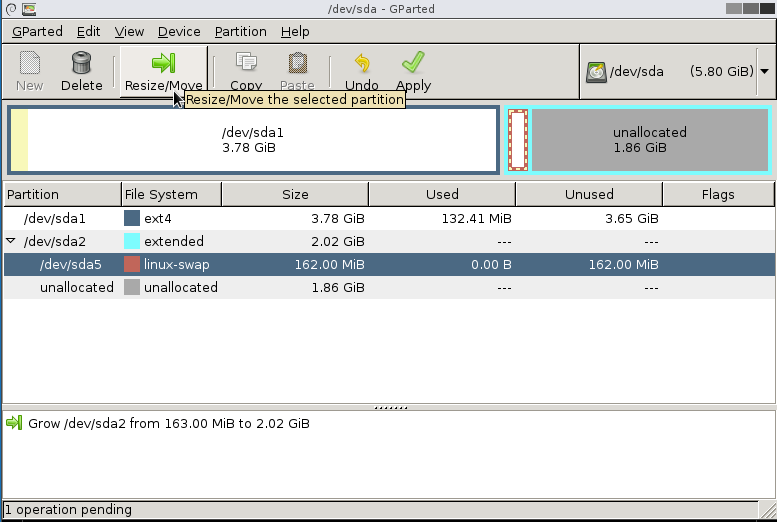 /dev/sda - GParted
GParted Edit View Device Partition Help
New Delete Resize/Move Copy Paste Undo Apply /dev/sda (5.80 GiB)
Resize/Move the selected partition
/dev/sda1
3.78 GiB
unallocated
1.86 GiB
Partition File System Size Used Unused Flags
/dev/sda1 ext4 3.78 GiB 132.41 MiB 3.65 GiB
/dev/sda2 extended 2.02 GiB --- ---
/dev/sda5 linux-swap 162.00 MiB 0.00 B 162.00 MiB
unallocated unallocated 1.86 GiB --- ---
Grow /dev/sda2 from 163.00 MiB to 2.02 GiB
1 operation pending